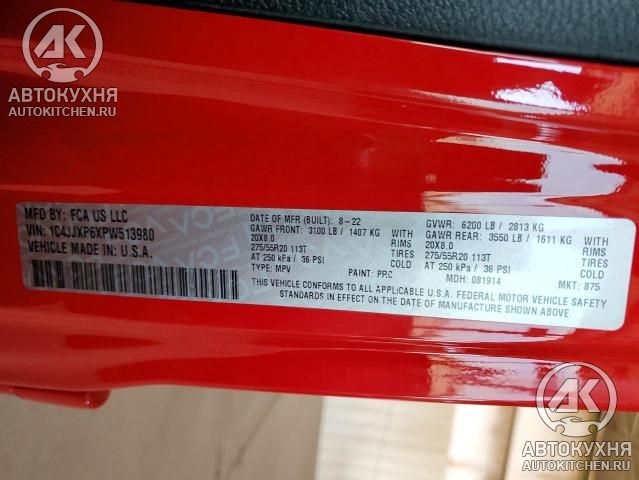 АВТОКУХНЯ
AUTOKITCHEN.RU
MFD BY: FCA US LLC
VIN: 1C4JJXP6XPW513980
VEHICLE MADE IN U.S.A.
DATE OF MFR (BUILT): 8-22
GAWR FRONT: 3100 LB / 1407 KG
20X8.0 RIMS
275/55R20 113T TIRES
AT 250 kPa / 36 PSI COLD
TYPE: MPV PAINT: PRC
GVWR: 6200 LB / 2813 KG
GAWR REAR: 3550 LB / 1611 KG
20X8.0 RIMS
275/55R20 113T TIRES
AT 250 kPa / 36 PSI COLD
MDH: 081914 MKT: 875
THIS VEHICLE CONFORMS TO ALL APPLICABLE U.S.A. FEDERAL MOTOR VEHICLE SAFETY
STANDARDS IN EFFECT ON THE DATE OF MANUFACTURE SHOWN ABOVE.
АВТОКУХНЯ
AUTOKITCHEN.RU